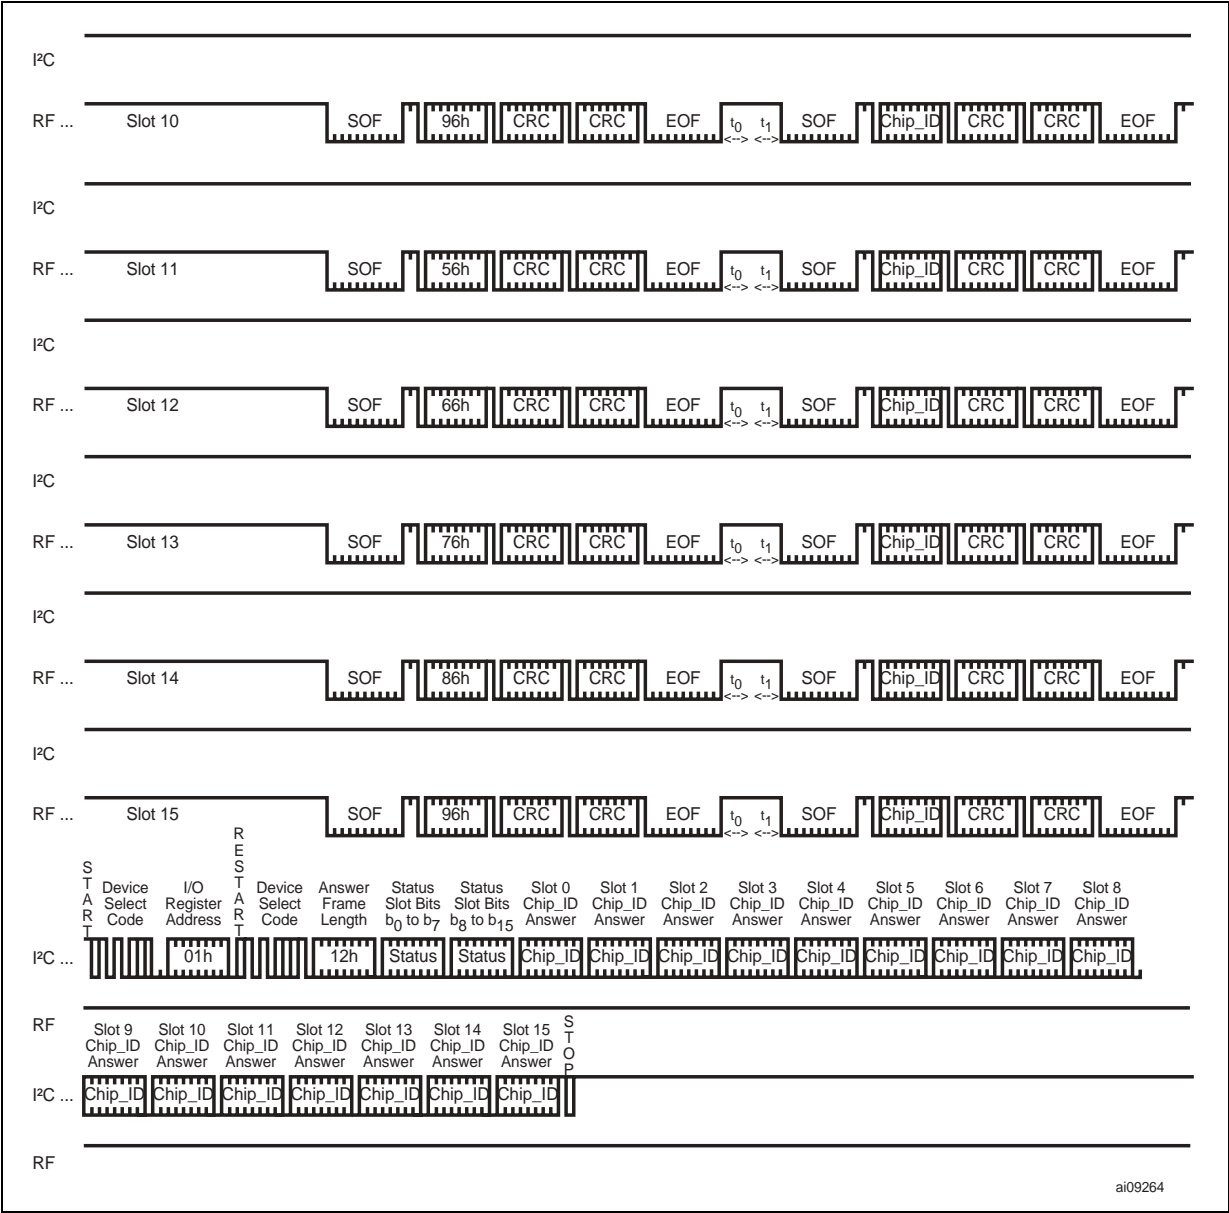 I²C
RF ... Slot 10 SOF 96h CRC CRC EOF t0 t1 SOF Chip_ID CRC CRC EOF
<--> <-->
I²C
RF ... Slot 11 SOF 56h CRC CRC EOF t0 t1 SOF Chip_ID CRC CRC EOF
<--> <-->
I²C
RF ... Slot 12 SOF 66h CRC CRC EOF t0 t1 SOF Chip_ID CRC CRC EOF
<--> <-->
I²C
RF ... Slot 13 SOF 76h CRC CRC EOF t0 t1 SOF Chip_ID CRC CRC EOF
<--> <-->
I²C
RF ... Slot 14 SOF 86h CRC CRC EOF t0 t1 SOF Chip_ID CRC CRC EOF
<--> <-->
I²C
RF ... Slot 15 SOF 96h CRC CRC EOF t0 t1 SOF Chip_ID CRC CRC EOF
<--> <-->
START
RESTART
Device I/O Device Answer Status Status Slot 0 Slot 1 Slot 2 Slot 3 Slot 4 Slot 5 Slot 6 Slot 7 Slot 8
Select Register Select Frame Slot Bits Slot Bits Chip_ID Chip_ID Chip_ID Chip_ID Chip_ID Chip_ID Chip_ID Chip_ID Chip_ID
Code Address Code Length b0 to b7 b8 to b15 Answer Answer Answer Answer Answer Answer Answer Answer Answer
I²C ... 01h 12h Status Status Chip_ID Chip_ID Chip_ID Chip_ID Chip_ID Chip_ID Chip_ID Chip_ID Chip_ID
RF
Slot 9 Slot 10 Slot 11 Slot 12 Slot 13 Slot 14 Slot 15
Chip_ID Chip_ID Chip_ID Chip_ID Chip_ID Chip_ID Chip_ID
Answer Answer Answer Answer Answer Answer Answer
STOP
I²C ... Chip_ID Chip_ID Chip_ID Chip_ID Chip_ID Chip_ID Chip_ID
RF
ai09264